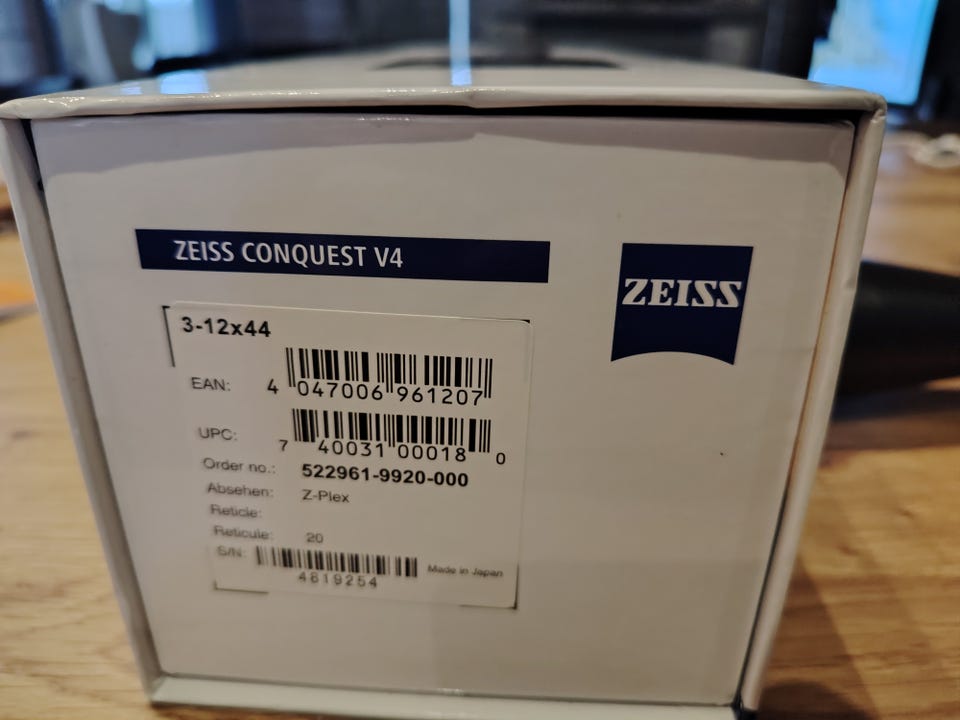 ZEISS CONQUEST V4
ZEISS
3-12x44
EAN: 4 047006 961207
UPC: 7 40031 00018 0
Order no.: 522961-9920-000
Absehen: Z-Plex
Reticle:
Reticule: 20
S/N:
4819254
Made in Japan